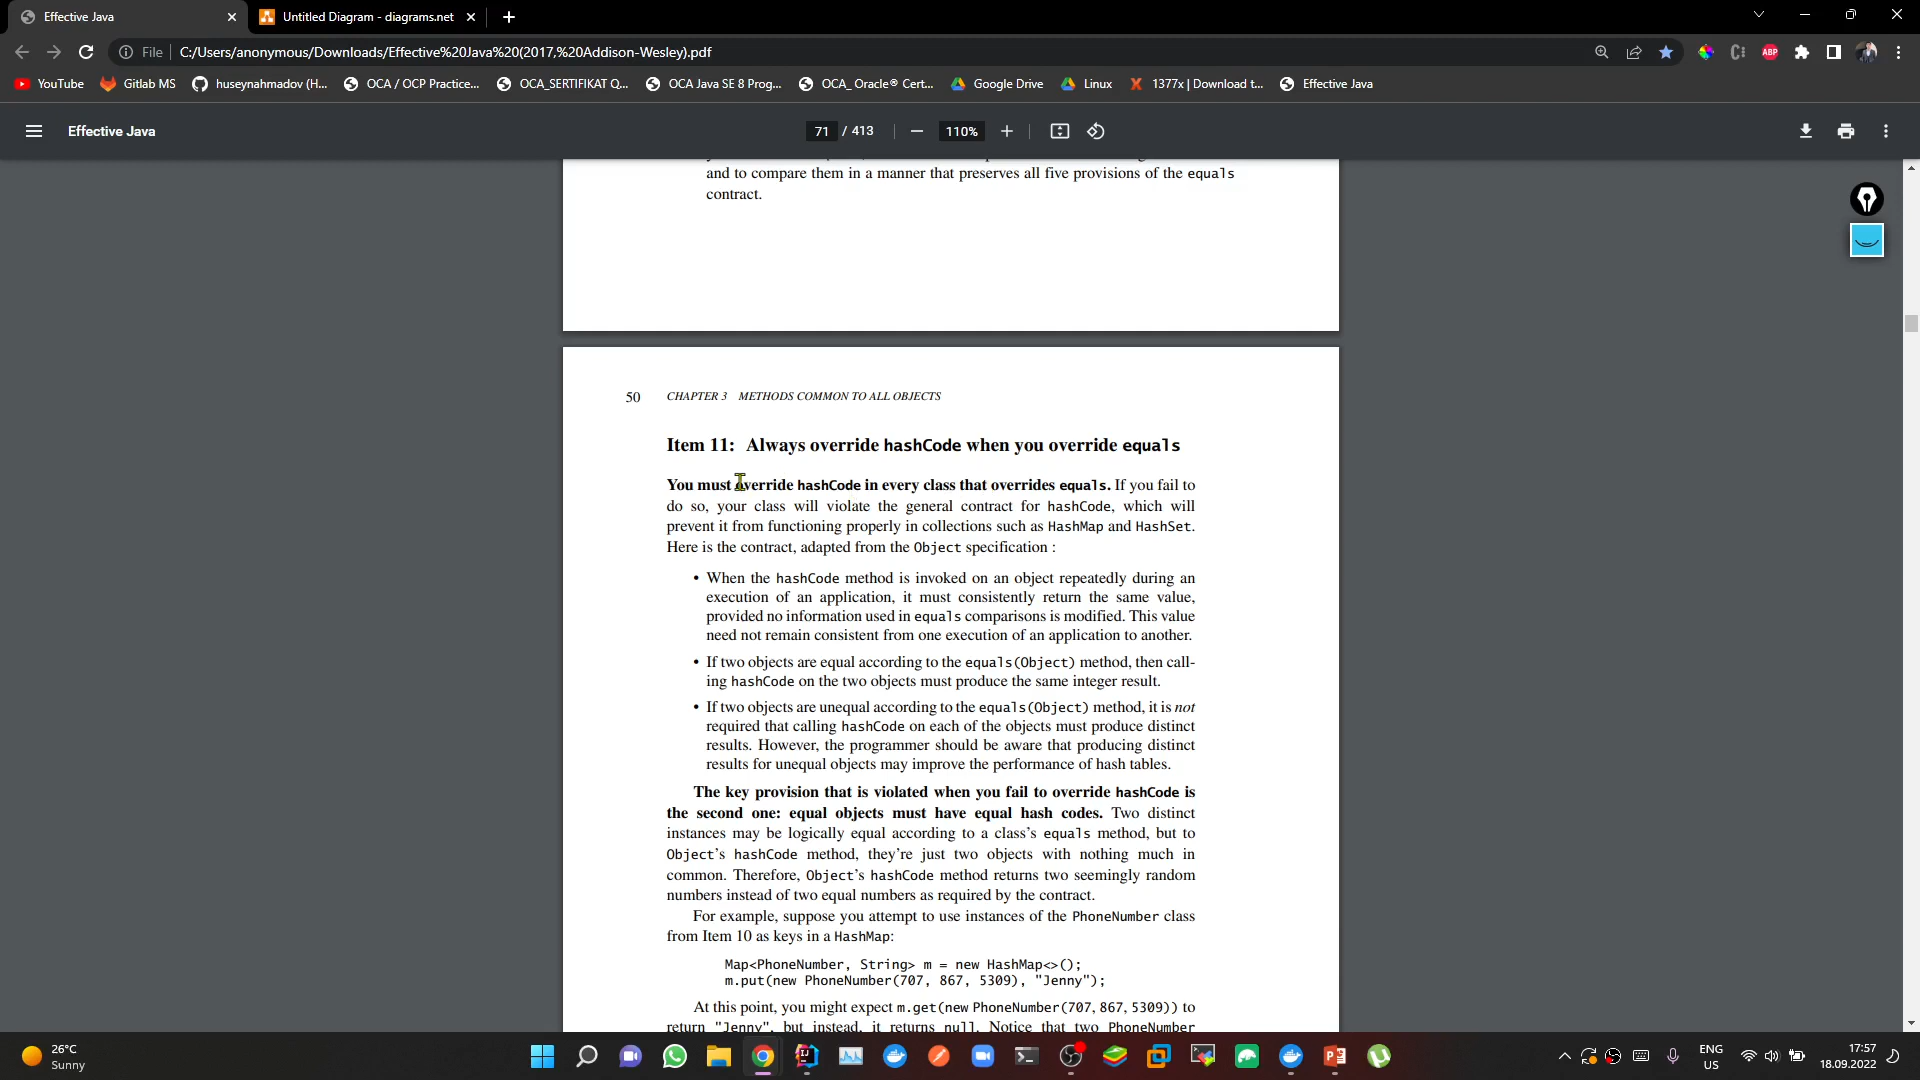 Effective Java
Untitled Diagram - diagrams.net
File
C:/Users/anonymous/Downloads/Effective%20Java%20(2017,%20Addison-Wesley).pdf
ABP
YouTube
Gitlab MS
huseynahmadov (H...
OCA / OCP Practice...
OCA_SERTIFIKAT Q...
OCA Java SE 8 Prog...
OCA_ Oracle® Cert...
Google Drive
Linux
1377x | Download t...
Effective Java
Effective Java
71 / 413
110%
and to compare them in a manner that preserves all five provisions of the equals
contract.
50 CHAPTER 3 METHODS COMMON TO ALL OBJECTS
Item 11: Always override hashCode when you override equals
You must override hashCode in every class that overrides equals. If you fail to
do so, your class will violate the general contract for hashCode, which will
prevent it from functioning properly in collections such as HashMap and HashSet.
Here is the contract, adapted from the Object specification :
• When the hashCode method is invoked on an object repeatedly during an
execution of an application, it must consistently return the same value,
provided no information used in equals comparisons is modified. This value
need not remain consistent from one execution of an application to another.
• If two objects are equal according to the equals(Object) method, then call-
ing hashCode on the two objects must produce the same integer result.
• If two objects are unequal according to the equals(Object) method, it is not
required that calling hashCode on each of the objects must produce distinct
results. However, the programmer should be aware that producing distinct
results for unequal objects may improve the performance of hash tables.
The key provision that is violated when you fail to override hashCode is
the second one: equal objects must have equal hash codes. Two distinct
instances may be logically equal according to a class's equals method, but to
Object's hashCode method, they're just two objects with nothing much in
common. Therefore, Object's hashCode method returns two seemingly random
numbers instead of two equal numbers as required by the contract.
For example, suppose you attempt to use instances of the PhoneNumber class
from Item 10 as keys in a HashMap:
Map<PhoneNumber, String> m = new HashMap<>();
m.put(new PhoneNumber(707, 867, 5309), "Jenny");
At this point, you might expect m.get(new PhoneNumber(707, 867, 5309)) to
return "Jenny", but instead, it returns null. Notice that two PhoneNumber
26°C
Sunny
ENG
US
17:57
18.09.2022